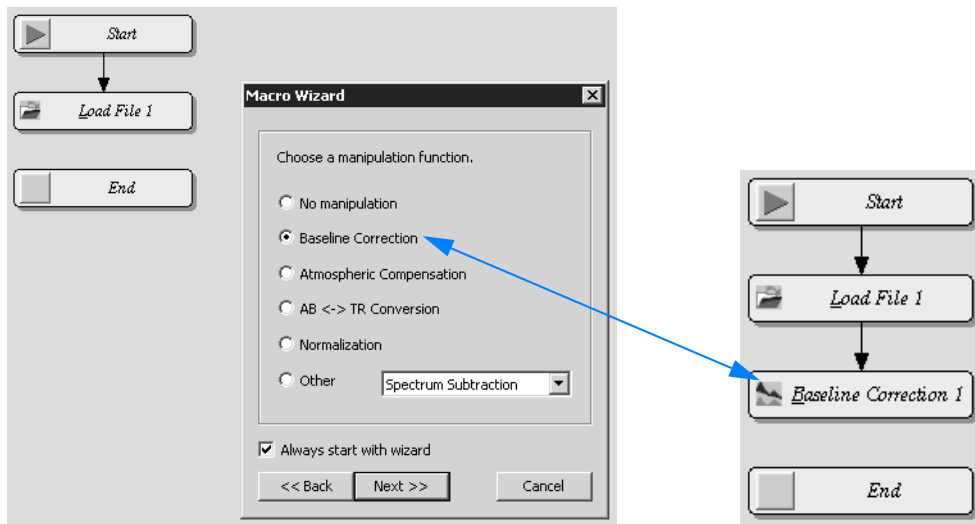 Start
Load File 1
End
Macro Wizard
Choose a manipulation function.
No manipulation
Baseline Correction
Atmospheric Compensation
AB <-> TR Conversion
Normalization
Other
Spectrum Subtraction
Always start with wizard
<< Back
Next >>
Cancel
Start
Load File 1
Baseline Correction 1
End